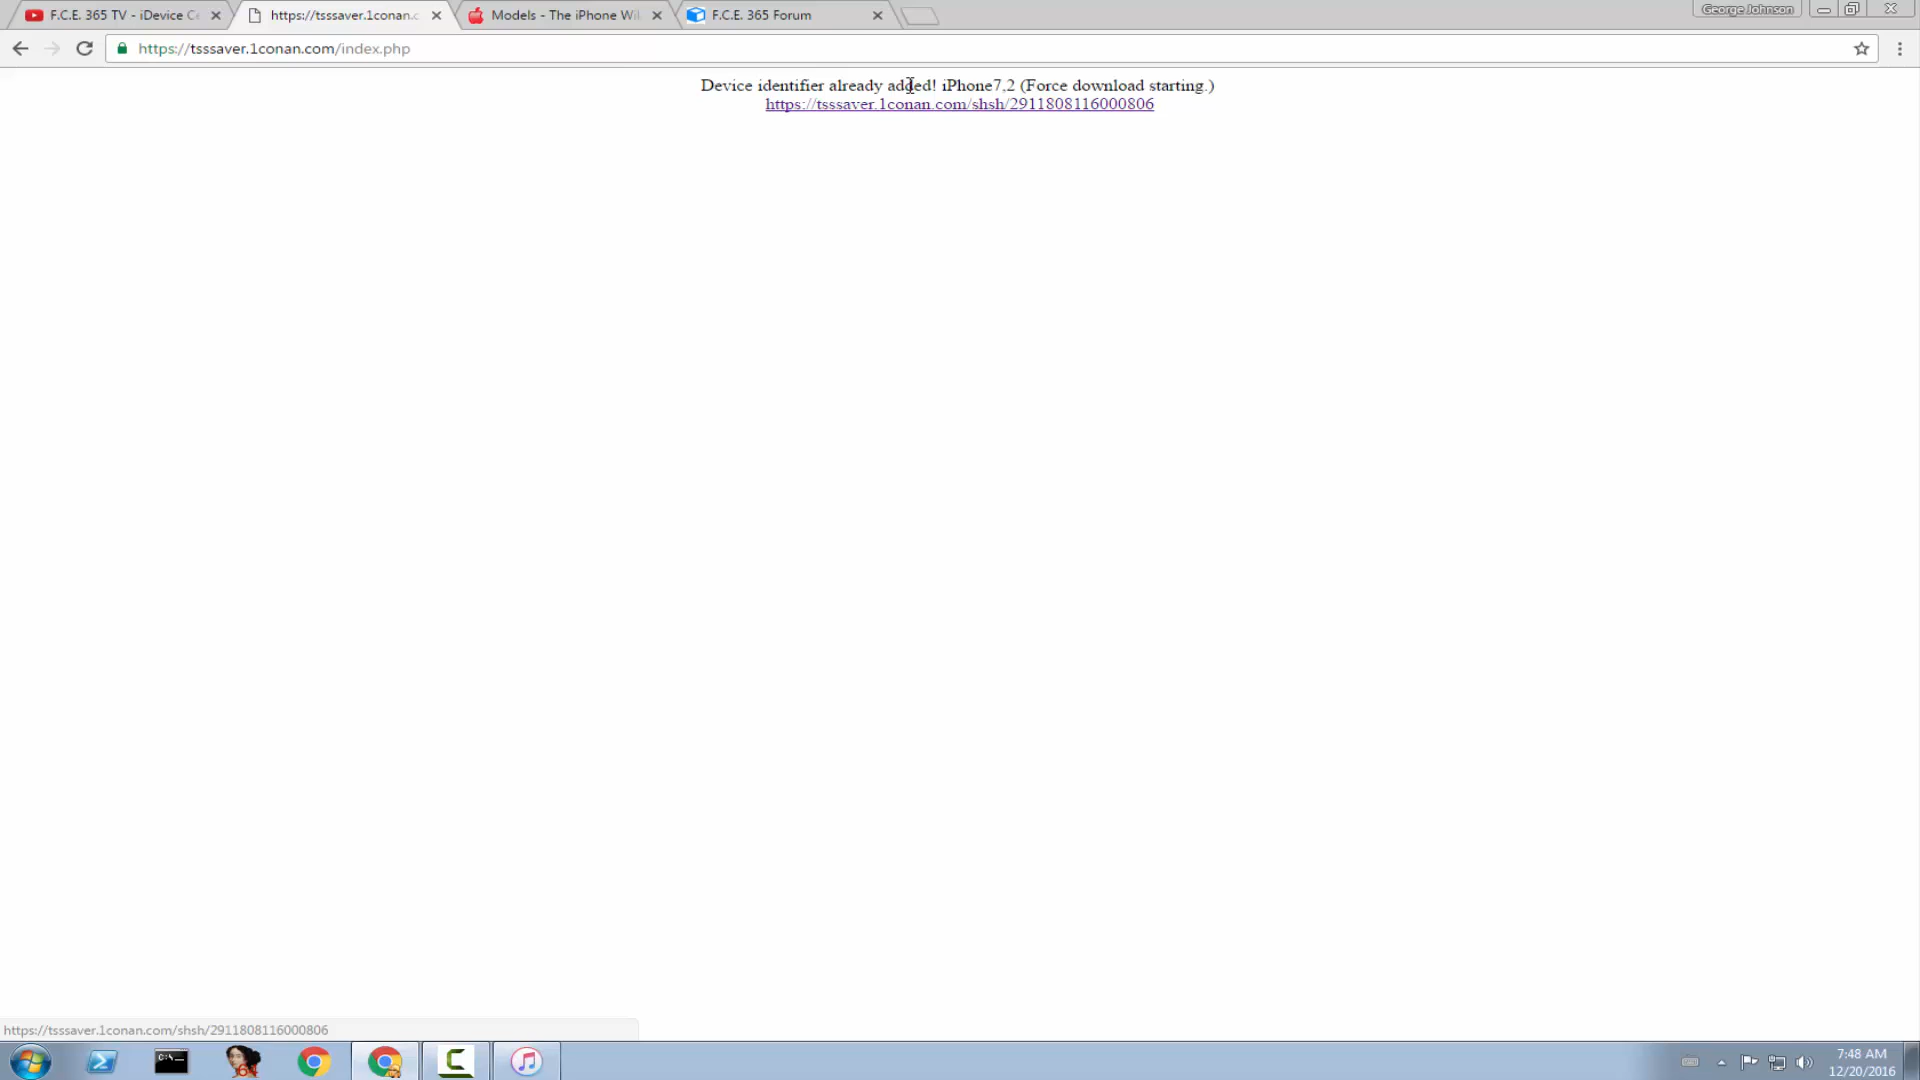 F.C.E. 365 TV - iDevice Ce
https://tsssaver.1conan.c
Models - The iPhone Wi
F.C.E. 365 Forum
George Johnson
https://tsssaver.1conan.com/index.php
Device identifier already added! iPhone7,2 (Force download starting.)
https://tsssaver.1conan.com/shsh/2911808116000806
https://tsssaver.1conan.com/shsh/2911808116000806
C:\_
64
7:48 AM
12/20/2016